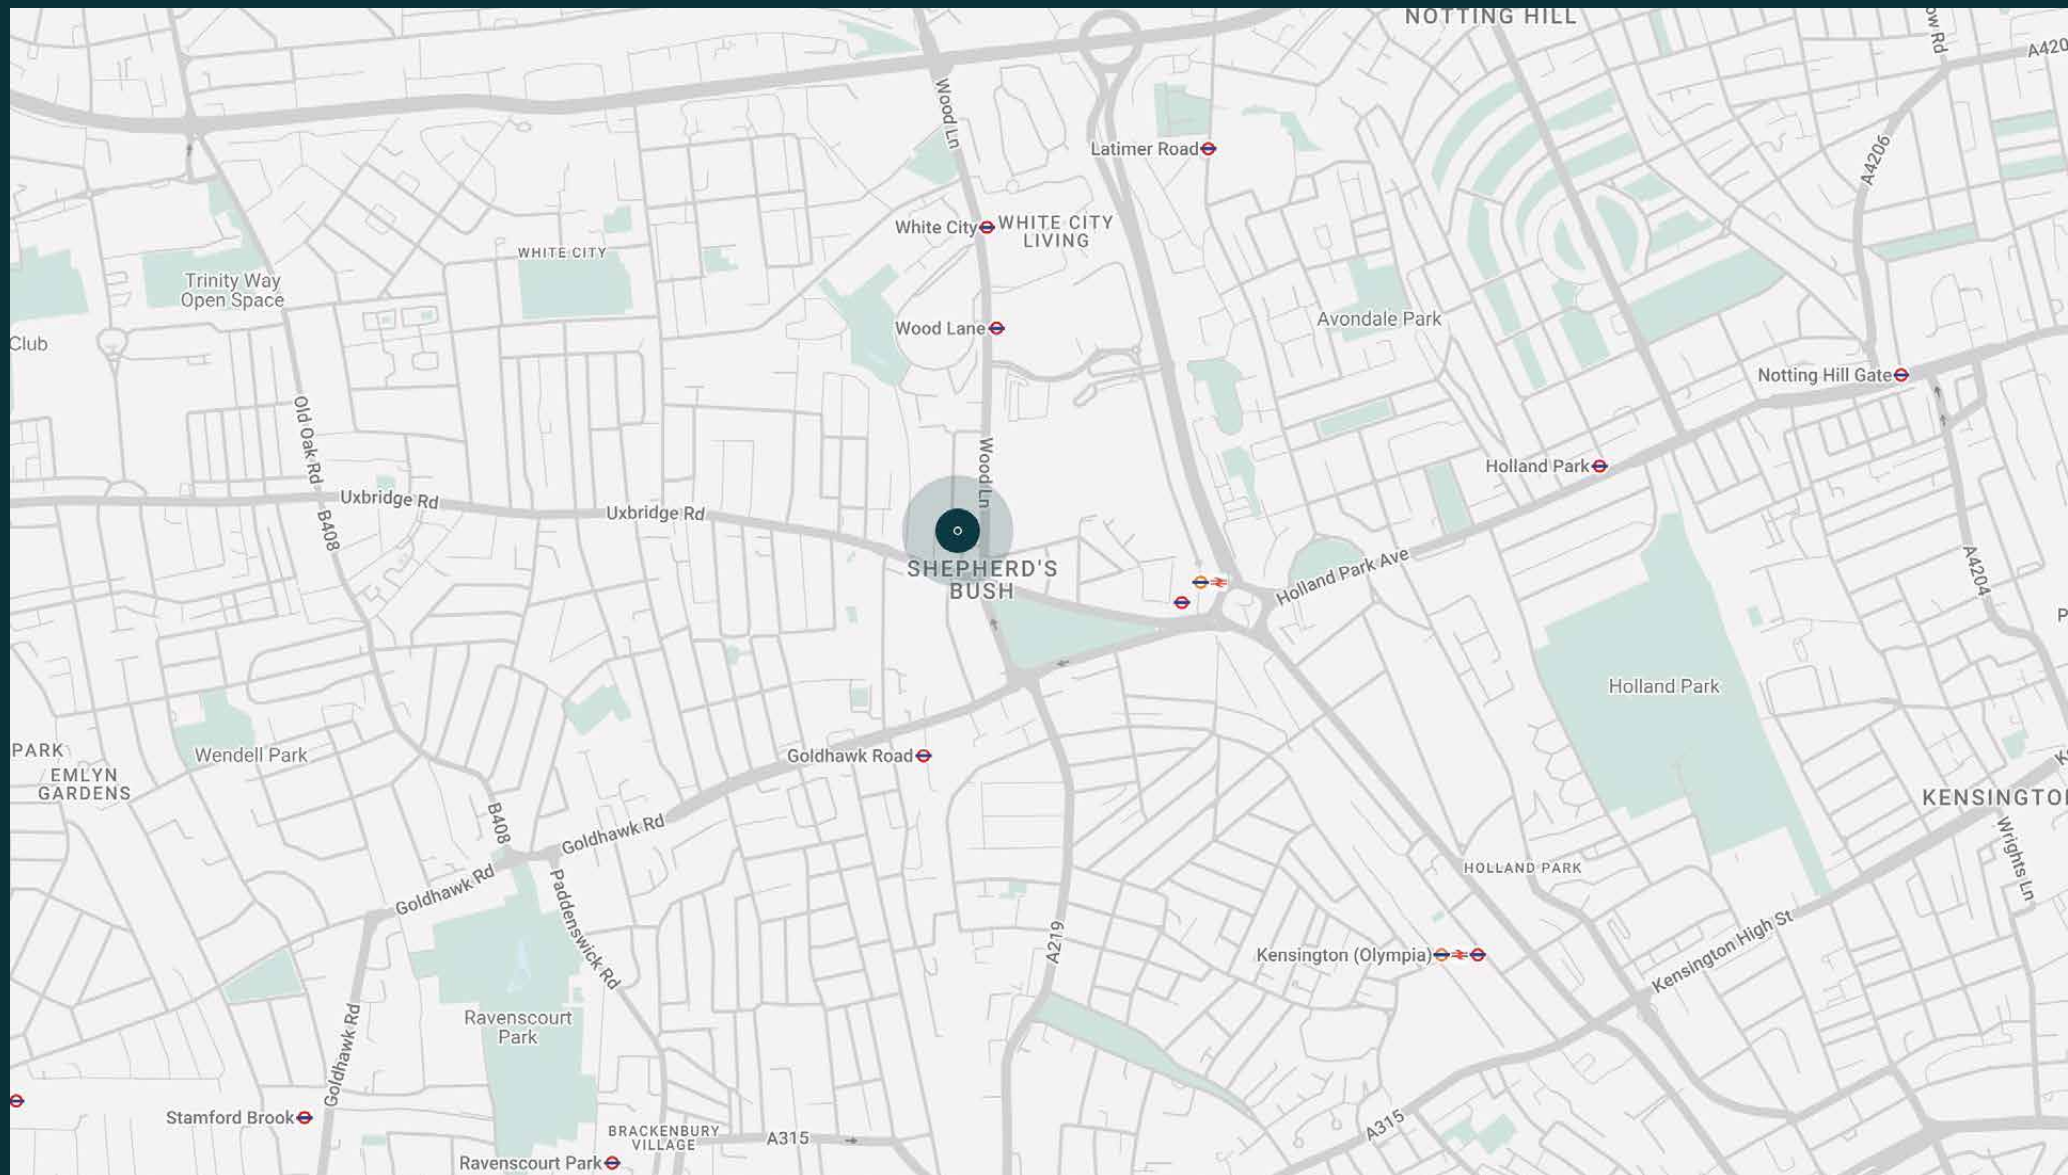 NOTTING HILL
ow Rd
A420
Wood Ln
Latimer Road
A4206
White City
WHITE CITY
LIVING
WHITE CITY
Trinity Way
Open Space
Avondale Park
Wood Lane
Club
Notting Hill Gate
Old Oak Rd
Wood Ln
Holland Park
Uxbridge Rd
Uxbridge Rd
B408
SHEPHERD'S
BUSH
Holland Park Ave
A4204
P
Holland Park
PARK
Wendell Park
Goldhawk Road
EMLYN
GARDENS
K
KENSINGTO
B408
Goldhawk Rd
Wrights Ln
HOLLAND PARK
Goldhawk Rd
Paddenswick Rd
A219
Kensington High St
Kensington (Olympia)
Ravenscourt
Park
Goldhawk Rd
Stamford Brook
A315
BRACKENBURY
VILLAGE
A315
Ravenscourt Park